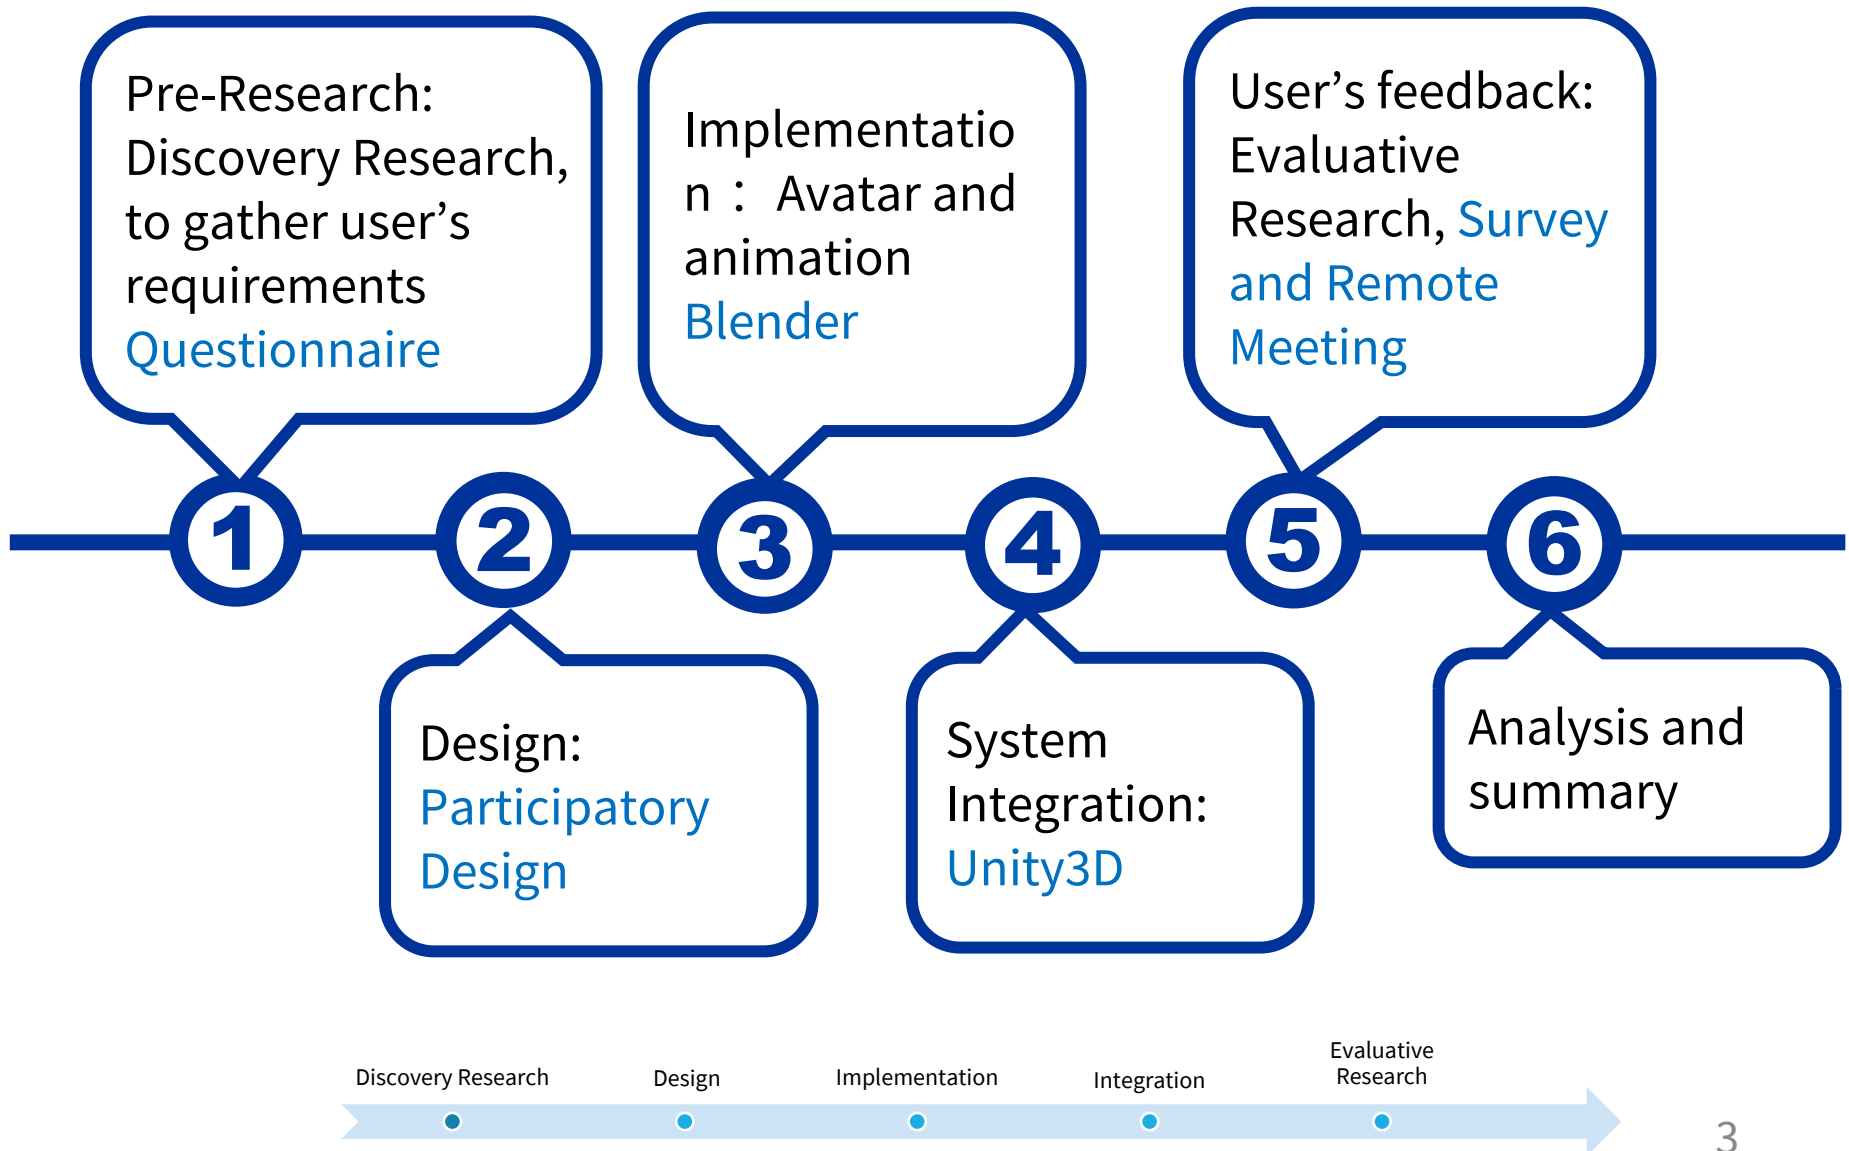 Pre-Research:
Discovery Research,
to gather user’s
requirements
Questionnaire
Implementatio
n： Avatar and
animation
Blender
User’s feedback:
Evaluative
Research, Survey
and Remote
Meeting
1
2
3
4
5
6
Design:
Participatory
Design
System
Integration:
Unity3D
Analysis and
summary
Discovery Research
Design
Implementation
Integration
Evaluative
Research
3